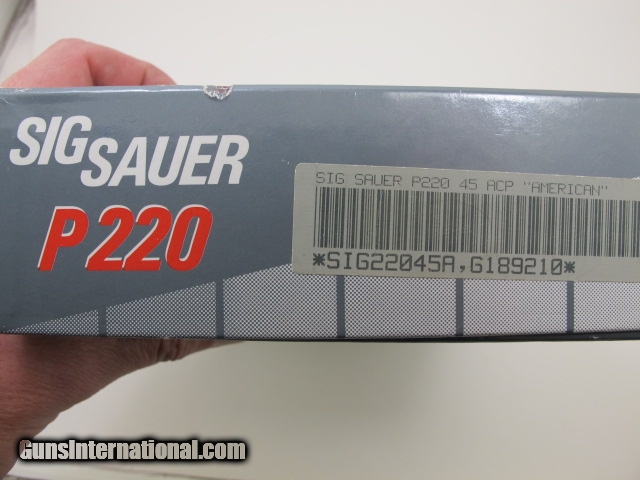 SIG SAUER
P220
SIG SAUER P220 45 ACP "AMERICAN"
*SIG22045A,G189210*
GunsInternational.com